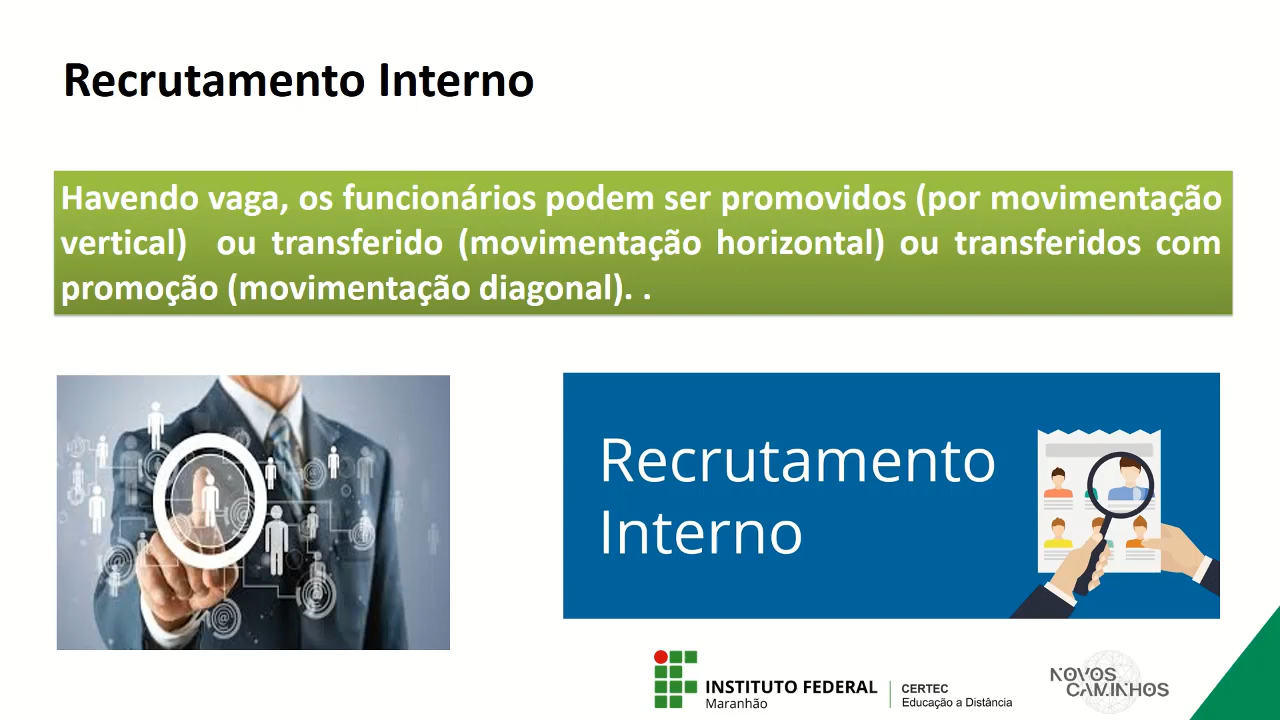 Recrutamento Interno
Havendo vaga, os funcionários podem ser promovidos (por movimentação
vertical)  ou transferido (movimentação horizontal) ou transferidos com
promoção (movimentação diagonal). .
Recrutamento
Interno
INSTITUTO FEDERAL
Maranhão
CERTEC
Educação a Distância
NOVOS
CAMINHOS